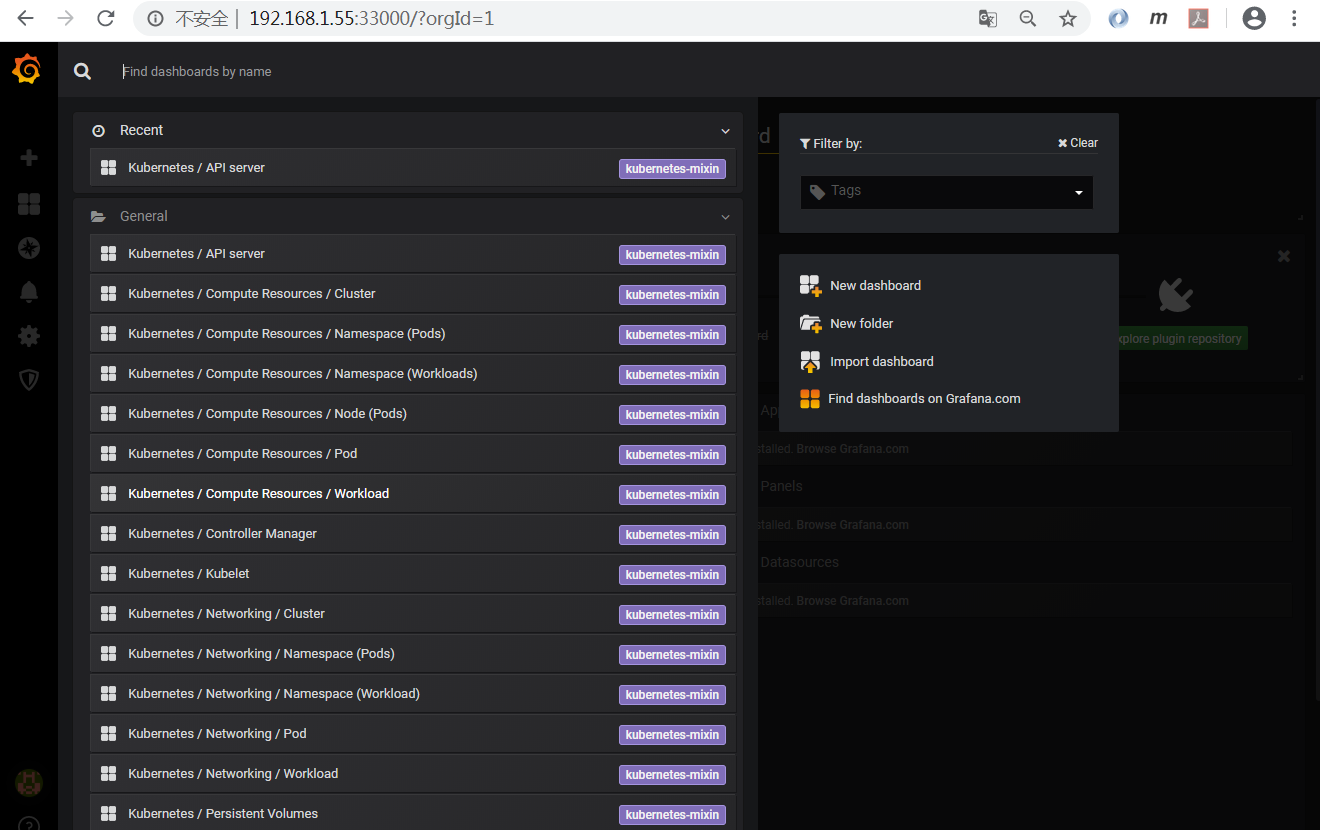 不安全 | 192.168.1.55:33000/?orgId=1
Find dashboards by name
Recent
Kubernetes / API server kubernetes-mixin
General
Kubernetes / API server kubernetes-mixin
Kubernetes / Compute Resources / Cluster kubernetes-mixin
Kubernetes / Compute Resources / Namespace (Pods) kubernetes-mixin
Kubernetes / Compute Resources / Namespace (Workloads) kubernetes-mixin
Kubernetes / Compute Resources / Node (Pods) kubernetes-mixin
Kubernetes / Compute Resources / Pod kubernetes-mixin
Kubernetes / Compute Resources / Workload kubernetes-mixin
Kubernetes / Controller Manager kubernetes-mixin
Kubernetes / Kubelet kubernetes-mixin
Kubernetes / Networking / Cluster kubernetes-mixin
Kubernetes / Networking / Namespace (Pods) kubernetes-mixin
Kubernetes / Networking / Namespace (Workload) kubernetes-mixin
Kubernetes / Networking / Pod kubernetes-mixin
Kubernetes / Networking / Workload kubernetes-mixin
Kubernetes / Persistent Volumes kubernetes-mixin
Filter by: Clear
Tags
New dashboard
New folder
Import dashboard
Find dashboards on Grafana.com
xplore plugin repository
Ap
stalled. Browse Grafana.com
Panels
stalled. Browse Grafana.com
Datasources
stalled. Browse Grafana.com